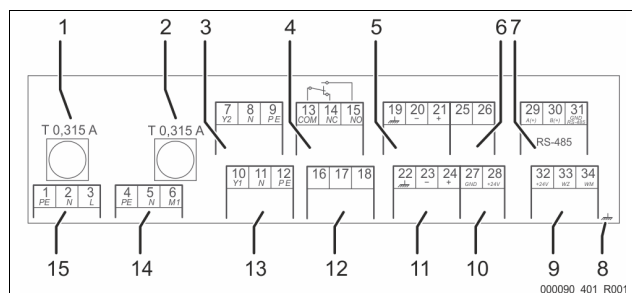 1 2 3 4 5 6 7
7 8 9 13 14 15 19 20 21 25 26 29 30 31
Y2 N PE COM NC NO − + A(+) B(+) GND RS-485
T 0,315 A T 0,315 A RS-485
10 11 12 16 17 18 22 23 24 27 28 32 33 34
Y1 N PE − + GND +24V +24V WZ WM
1 2 3 4 5 6
PE N L PE N M1
15 14 13 12 11 10 9 8
000090_401_R001